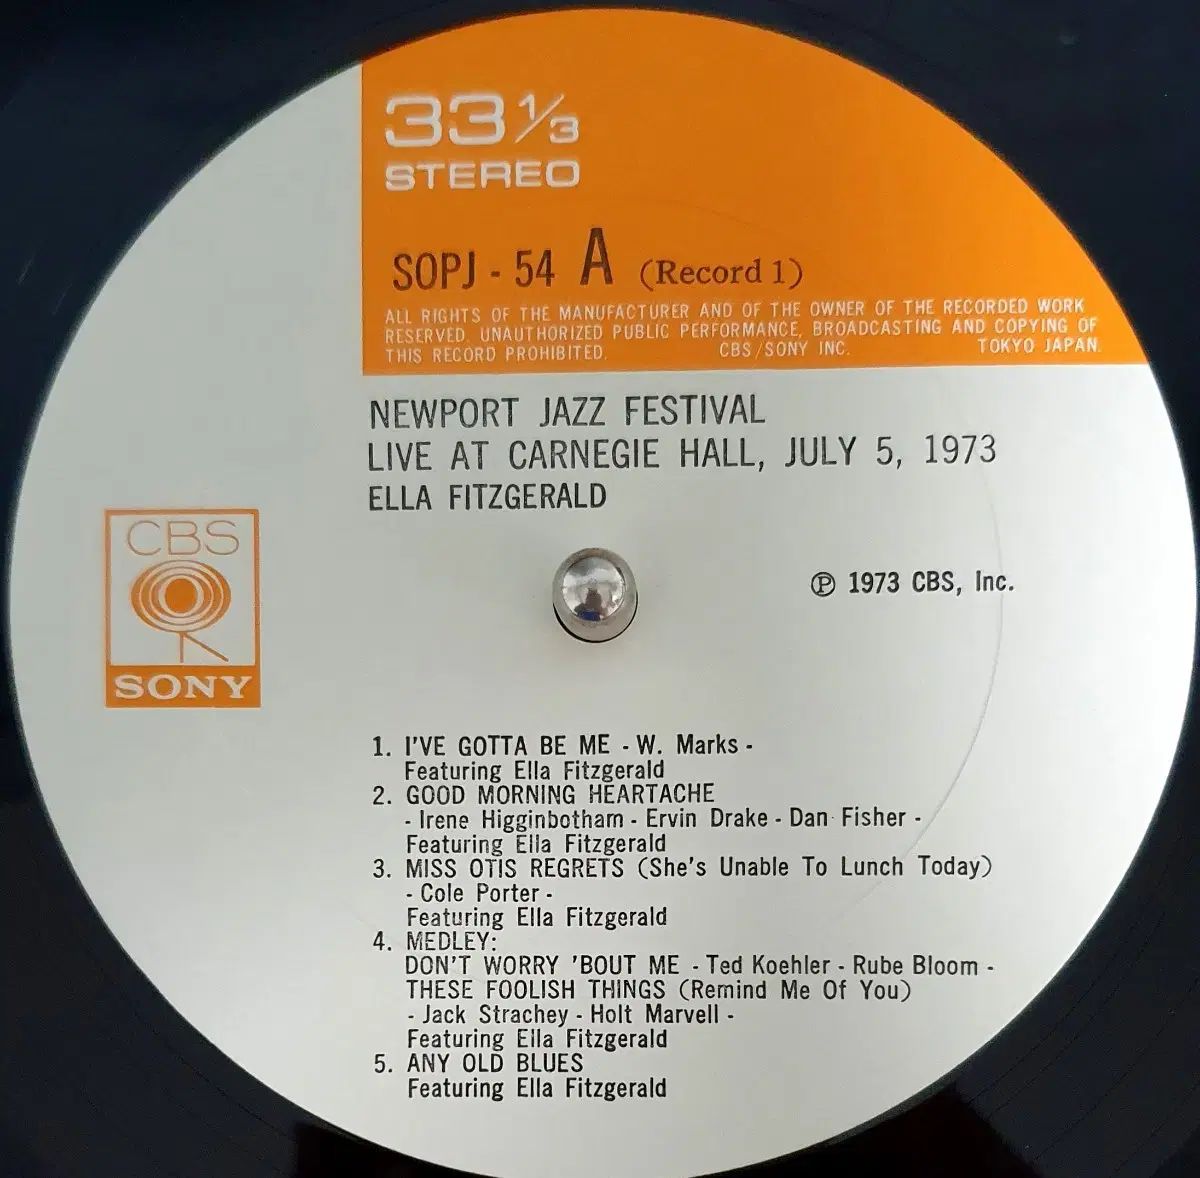 33 1/3
STEREO
SOPJ - 54 A (Record 1)
ALL RIGHTS OF THE MANUFACTURER AND OF THE OWNER OF THE RECORDED WORK
RESERVED. UNAUTHORIZED PUBLIC PERFORMANCE, BROADCASTING AND COPYING OF
THIS RECORD PROHIBITED. CBS/SONY INC. TOKYO JAPAN.
NEWPORT JAZZ FESTIVAL
LIVE AT CARNEGIE HALL, JULY 5, 1973
ELLA FITZGERALD
CBS
SONY
℗ 1973 CBS, Inc.
1. I'VE GOTTA BE ME - W. Marks -
Featuring Ella Fitzgerald
2. GOOD MORNING HEARTACHE
- Irene Higginbotham - Ervin Drake - Dan Fisher -
Featuring Ella Fitzgerald
3. MISS OTIS REGRETS (She's Unable To Lunch Today)
- Cole Porter -
Featuring Ella Fitzgerald
4. MEDLEY:
DON'T WORRY 'BOUT ME - Ted Koehler - Rube Bloom -
THESE FOOLISH THINGS (Remind Me Of You)
- Jack Strachey - Holt Marvell -
Featuring Ella Fitzgerald
5. ANY OLD BLUES
Featuring Ella Fitzgerald